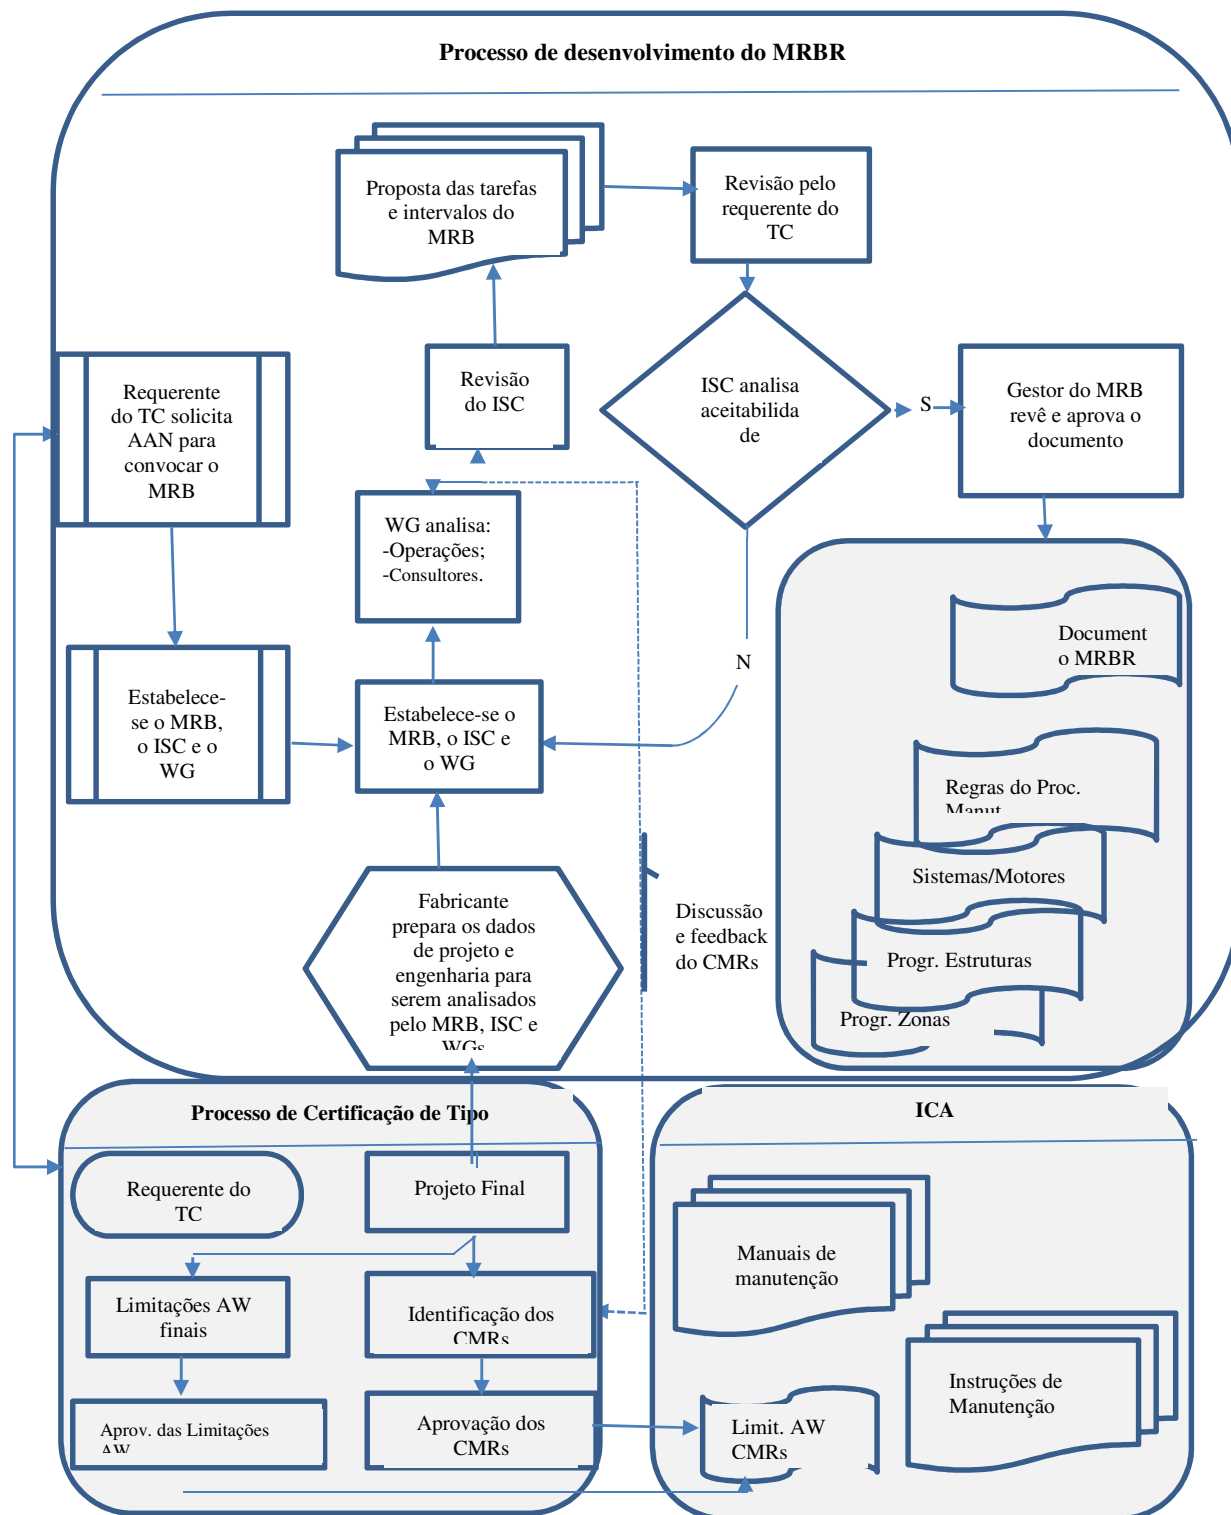 Processo de desenvolvimento do MRBR
Proposta das tarefas
e intervalos do
MRB
Revisão pelo
requerente do
TC
Requerente
do TC solicita
AAN para
convocar o
MRB
Revisão
do ISC
ISC analisa
aceitabilida
de
S
Gestor do MRB
revê e aprova o
documento
WG analisa:
-Operações;
-Consultores.
N
Estabelece-
se o MRB,
o ISC e o
WG
Estabelece-se o
MRB, o ISC e
o WG
Document
o MRBR
Regras do Proc.
Manut
Sistemas/Motores
Progr. Estruturas
Progr. Zonas
Fabricante
prepara os dados
de projeto e
engenharia para
serem analisados
pelo MRB, ISC e
WGs
Discussão
e feedback
do CMRs
Processo de Certificação de Tipo
Requerente do
TC
Projeto Final
Limitações AW
finais
Identificação dos
CMRs
Aprov. das Limitações
AW
Aprovação dos
CMRs
ICA
Manuais de
manutenção
Instruções de
Manutenção
Limit. AW
CMRs